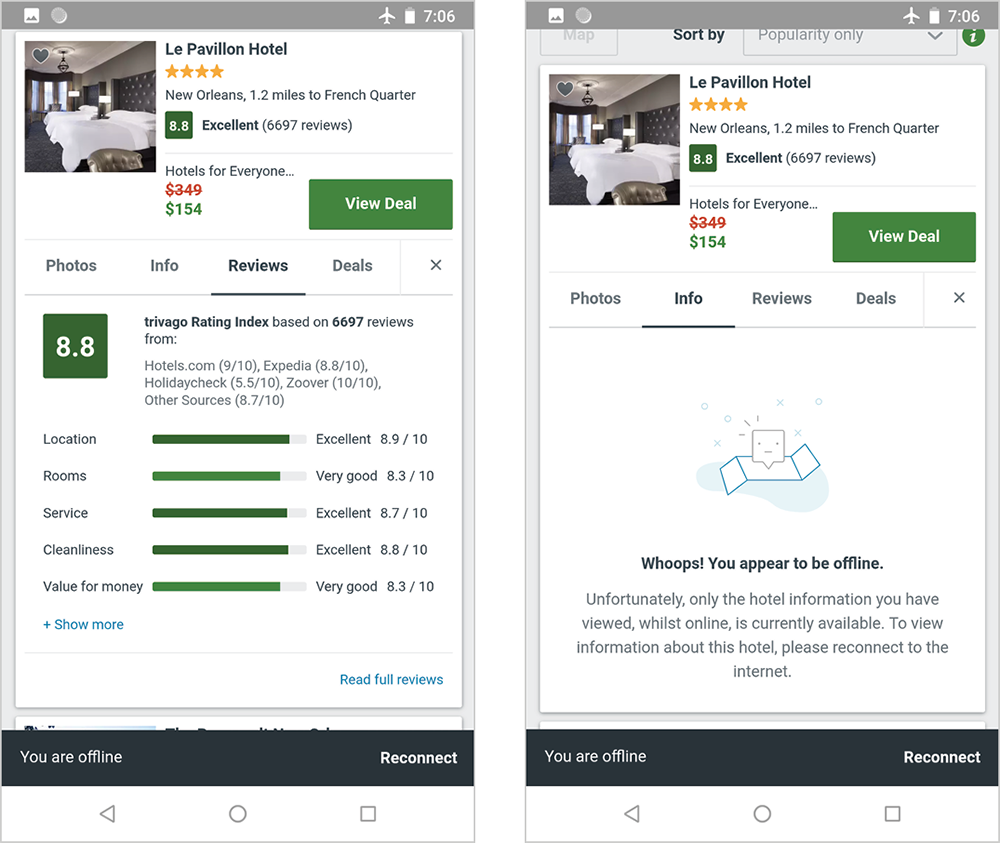 7:06
Le Pavillon Hotel
New Orleans, 1.2 miles to French Quarter
8.8 Excellent (6697 reviews)
Hotels for Everyone...
$349
$154
View Deal
Photos Info Reviews Deals
8.8
trivago Rating Index based on 6697 reviews
from:
Hotels.com (9/10), Expedia (8.8/10),
Holidaycheck (5.5/10), Zoover (10/10),
Other Sources (8.7/10)
Location Excellent 8.9 / 10
Rooms Very good 8.3 / 10
Service Excellent 8.7 / 10
Cleanliness Excellent 8.8 / 10
Value for money Very good 8.3 / 10
+ Show more
Read full reviews
You are offline Reconnect
7:06
Map Sort by Popularity only i
Le Pavillon Hotel
New Orleans, 1.2 miles to French Quarter
8.8 Excellent (6697 reviews)
Hotels for Everyone...
$349
$154
View Deal
Photos Info Reviews Deals
Whoops! You appear to be offline.
Unfortunately, only the hotel information you have
viewed, whilst online, is currently available. To view
information about this hotel, please reconnect to the
internet.
You are offline Reconnect